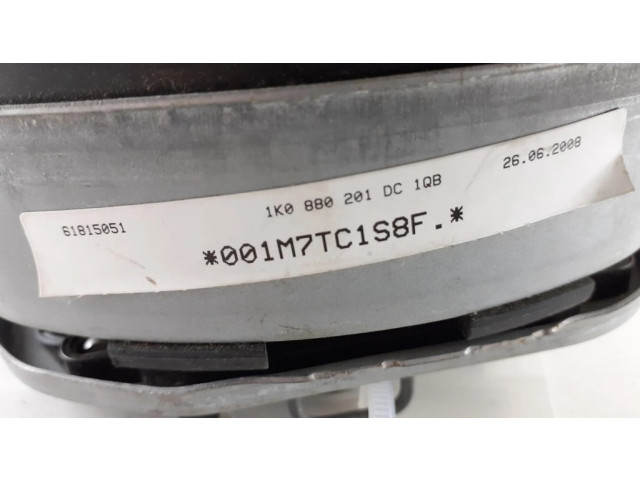 61815051
1K0 880 201 DC 1QB
26.06.2008
*001M7TC1S8F.*